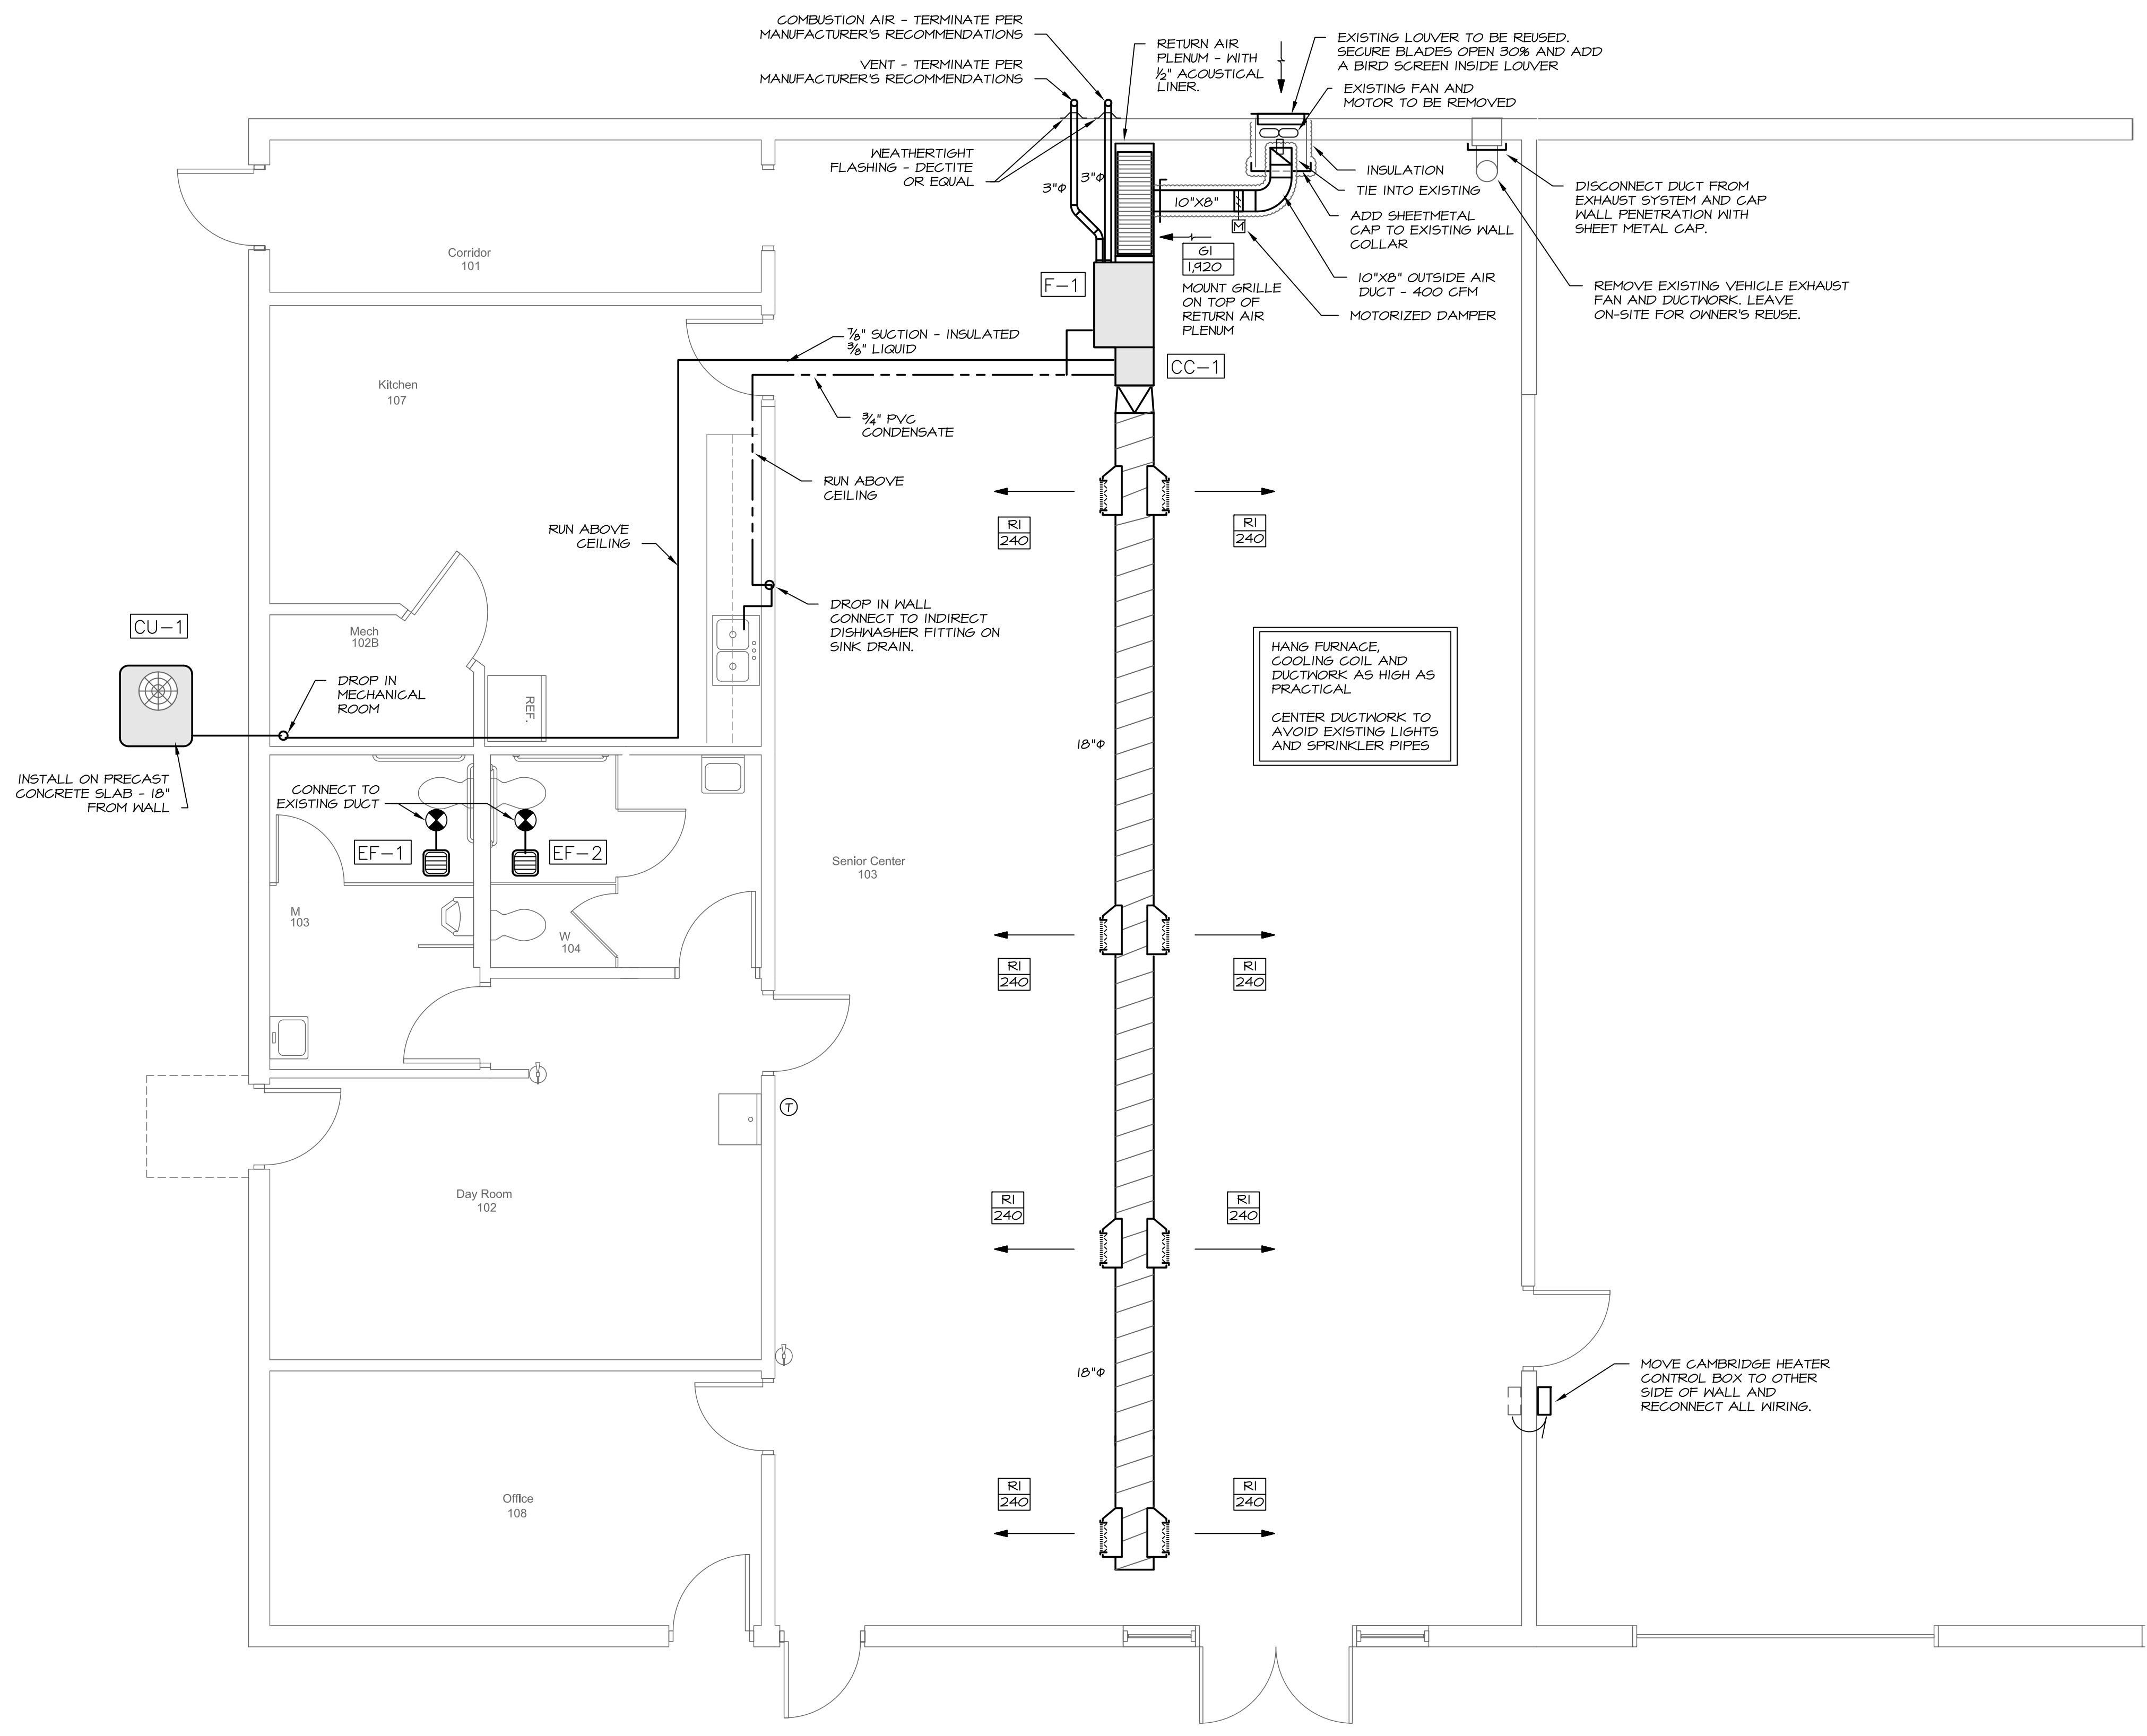 COMBUSTION AIR - TERMINATE PER
MANUFACTURER'S RECOMMENDATIONS
VENT - TERMINATE PER
MANUFACTURER'S RECOMMENDATIONS
RETURN AIR
PLENUM - WITH
½" ACOUSTICAL
LINER.
EXISTING LOUVER TO BE REUSED.
SECURE BLADES OPEN 30% AND ADD
A BIRD SCREEN INSIDE LOUVER
EXISTING FAN AND
MOTOR TO BE REMOVED
WEATHERTIGHT
FLASHING - DECTITE
OR EQUAL
3"Φ
3"Φ
10"X8"
M
INSULATION
TIE INTO EXISTING
ADD SHEETMETAL
CAP TO EXISTING WALL
COLLAR
DISCONNECT DUCT FROM
EXHAUST SYSTEM AND CAP
WALL PENETRATION WITH
SHEET METAL CAP.
Corridor
101
F-1
G1
1,920
MOUNT GRILLE
ON TOP OF
RETURN AIR
PLENUM
10"X8" OUTSIDE AIR
DUCT - 400 CFM
MOTORIZED DAMPER
REMOVE EXISTING VEHICLE EXHAUST
FAN AND DUCTWORK. LEAVE
ON-SITE FOR OWNER'S REUSE.
⅞" SUCTION - INSULATED
⅜" LIQUID
CC-1
Kitchen
107
¾" PVC
CONDENSATE
RUN ABOVE
CEILING
RUN ABOVE
CEILING
R1
240
R1
240
DROP IN WALL
CONNECT TO INDIRECT
DISHWASHER FITTING ON
SINK DRAIN.
CU-1
Mech
102B
DROP IN
MECHANICAL
ROOM
REF.
HANG FURNACE,
COOLING COIL AND
DUCTWORK AS HIGH AS
PRACTICAL
CENTER DUCTWORK TO
AVOID EXISTING LIGHTS
AND SPRINKLER PIPES
18"Φ
INSTALL ON PRECAST
CONCRETE SLAB - 18"
FROM WALL
CONNECT TO
EXISTING DUCT
EF-1
EF-2
Senior Center
103
M
103
W
104
R1
240
R1
240
T
Day Room
102
R1
240
R1
240
18"Φ
MOVE CAMBRIDGE HEATER
CONTROL BOX TO OTHER
SIDE OF WALL AND
RECONNECT ALL WIRING.
Office
108
R1
240
R1
240